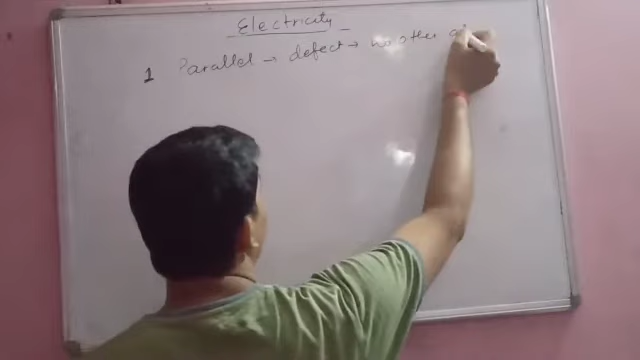 Electricity
1 Parallel → defect → no other